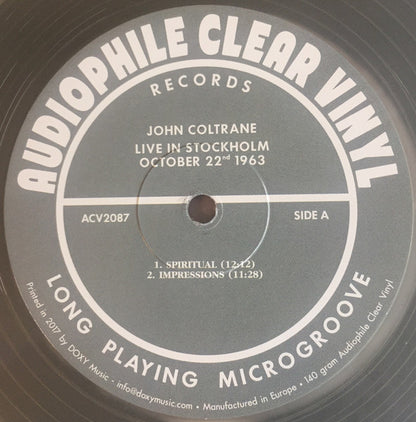 AUDIOPHILE CLEAR VINYL
RECORDS
JOHN COLTRANE
LIVE IN STOCKHOLM
OCTOBER 22nd 1963
ACV2087
SIDE A
1. SPIRITUAL (12:12)
2. IMPRESSIONS (11:28)
LONG PLAYING MICROGROOVE
Printed in 2017 by DOXY Music - info@doxymusic.com • Manufactured in Europe • 140 gram Audiophile Clear Vinyl